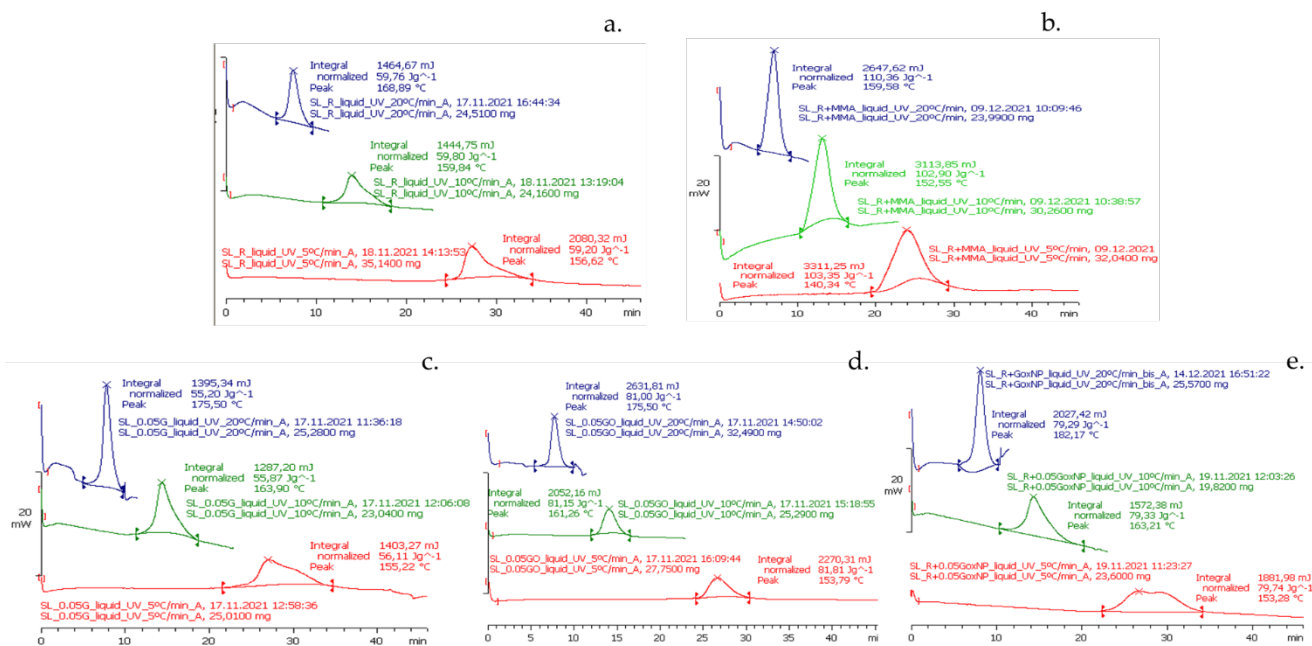 a.
Integral 1464,67 mJ
normalized 59,76 Jg^-1
Peak 168,89 °C
SL_R_liquid_UV_20ºC/min_A, 17.11.2021 16:44:34
SL_R_liquid_UV_20ºC/min_A, 24,5100 mg
Integral 1444,75 mJ
normalized 59,80 Jg^-1
Peak 159,84 °C
SL_R_liquid_UV_10ºC/min_A, 18.11.2021 13:19:04
SL_R_liquid_UV_10ºC/min_A, 24,1600 mg
SL_R_liquid_UV_5ºC/min_A, 18.11.2021 14:13:53
SL_R_liquid_UV_5ºC/min_A, 35,1400 mg
Integral 2080,32 mJ
normalized 59,20 Jg^-1
Peak 156,62 °C
0 10 20 30 40 min
b.
Integral 2647,62 mJ
normalized 110,36 Jg^-1
Peak 159,58 °C
SL_R+MMA_liquid_UV_20ºC/min, 09.12.2021 10:09:46
SL_R+MMA_liquid_UV_20ºC/min, 23,9900 mg
Integral 3113,85 mJ
normalized 102,90 Jg^-1
Peak 152,55 °C
20
mW
SL_R+MMA_liquid_UV_10ºC/min, 09.12.2021 10:38:57
SL_R+MMA_liquid_UV_10ºC/min, 30,2600 mg
SL_R+MMA_liquid_UV_5ºC/min, 09.12.2021
SL_R+MMA_liquid_UV_5ºC/min, 32,0400 mg
Integral 3311,25 mJ
normalized 103,35 Jg^-1
Peak 140,34 °C
0 10 20 30 40 min
c.
Integral 1395,34 mJ
normalized 55,20 Jg^-1
Peak 175,50 °C
SL_0.05G_liquid_UV_20ºC/min_A, 17.11.2021 11:36:18
SL_0.05G_liquid_UV_20ºC/min_A, 25,2800 mg
Integral 1287,20 mJ
normalized 55,87 Jg^-1
Peak 163,90 °C
20
mW
SL_0.05G_liquid_UV_10ºC/min_A, 17.11.2021 12:06:08
SL_0.05G_liquid_UV_10ºC/min_A, 23,0400 mg
Integral 1403,27 mJ
normalized 56,11 Jg^-1
Peak 155,22 °C
SL_0.05G_liquid_UV_5ºC/min_A, 17.11.2021 12:58:36
SL_0.05G_liquid_UV_5ºC/min_A, 25,0100 mg
0 10 20 30 40 min
d.
Integral 2631,81 mJ
normalized 81,00 Jg^-1
Peak 175,50 °C
SL_0.05GO_liquid_UV_20ºC/min_A, 17.11.2021 14:50:02
SL_0.05GO_liquid_UV_20ºC/min_A, 32,4900 mg
Integral 2052,16 mJ
normalized 81,15 Jg^-1
Peak 161,26 °C
20
mW
SL_0.05GO_liquid_UV_10ºC/min_A, 17.11.2021 15:18:55
SL_0.05GO_liquid_UV_10ºC/min_A, 25,2900 mg
SL_0.05GO_liquid_UV_5ºC/min_A, 17.11.2021 16:09:44
SL_0.05GO_liquid_UV_5ºC/min_A, 27,7500 mg
Integral 2270,31 mJ
normalized 81,81 Jg^-1
Peak 153,79 °C
0 5 10 15 20 25 30 35 40 mi
e.
SL_R+GoxNP_liquid_UV_20ºC/min_bis_A, 14.12.2021 16:51:22
SL_R+GoxNP_liquid_UV_20ºC/min_bis_A, 25,5700 mg
Integral 2027,42 mJ
normalized 79,29 Jg^-1
Peak 182,17 °C
20
mW
SL_R+0.05GoxNP_liquid_UV_10ºC/min_A, 19.11.2021 12:03:26
SL_R+0.05GoxNP_liquid_UV_10ºC/min_A, 19,8200 mg
Integral 1572,38 mJ
normalized 79,33 Jg^-1
Peak 163,21 °C
SL_R+0.05GoxNP_liquid_UV_5ºC/min_A, 19.11.2021 11:23:27
SL_R+0.05GoxNP_liquid_UV_5ºC/min_A, 23,6000 mg
Integral 1881,98 mJ
normalized 79,74 Jg^-1
Peak 153,28 °C
0 5 10 15 20 25 30 35 40 45 min